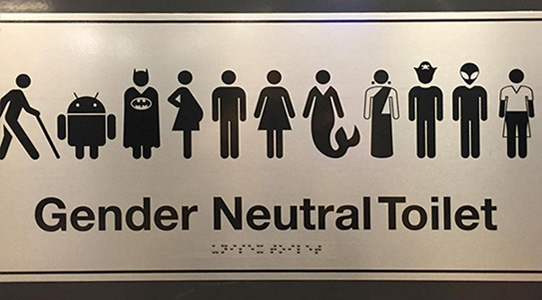 Gender Neutral Toilet